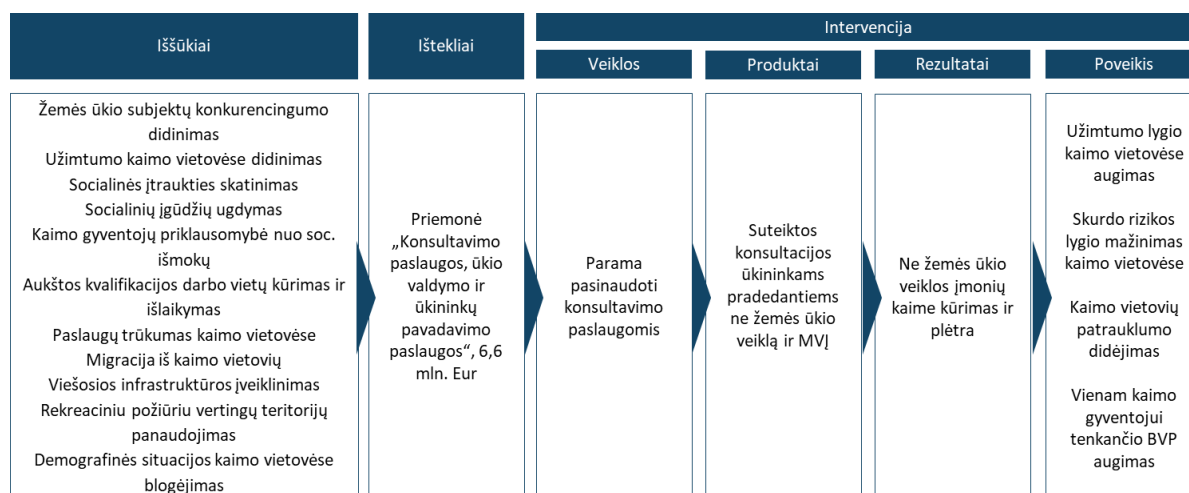 Iššūkiai
Ištekliai
Intervencija
Veiklos
Produktai
Rezultatai
Poveikis
Žemės ūkio subjektų konkurencingumo
didinimas
Užimtumo kaimo vietovėse didinimas
Socialinės įtraukties skatinimas
Socialinių įgūdžių ugdymas
Kaimo gyventojų priklausomybė nuo soc.
išmokų
Aukštos kvalifikacijos darbo vietų kūrimas ir
išlaikymas
Paslaugų trūkumas kaimo vietovėse
Migracija iš kaimo vietovių
Viešosios infrastruktūros įveiklinimas
Rekreaciniu požiūriu vertingų teritorijų
panaudojimas
Demografinės situacijos kaimo vietovėse
blogėjimas
Priemonė
„Konsultavimo
paslaugos, ūkio
valdymo ir
ūkininkų
pavadavimo
paslaugos“, 6,6
mln. Eur
Parama
pasinaudoti
konsultavimo
paslaugomis
Suteiktos
konsultacijos
ūkininkams
pradedantiems
ne žemės ūkio
veiklą ir MVĮ
Ne žemės ūkio
veiklos įmonių
kaime kūrimas ir
plėtra
Užimtumo lygio
kaimo vietovėse
augimas
Skurdo rizikos
lygio mažinimas
kaimo vietovėse
Kaimo vietovių
patrauklumo
didėjimas
Vienam kaimo
gyventojui
tenkančio BVP
augimas